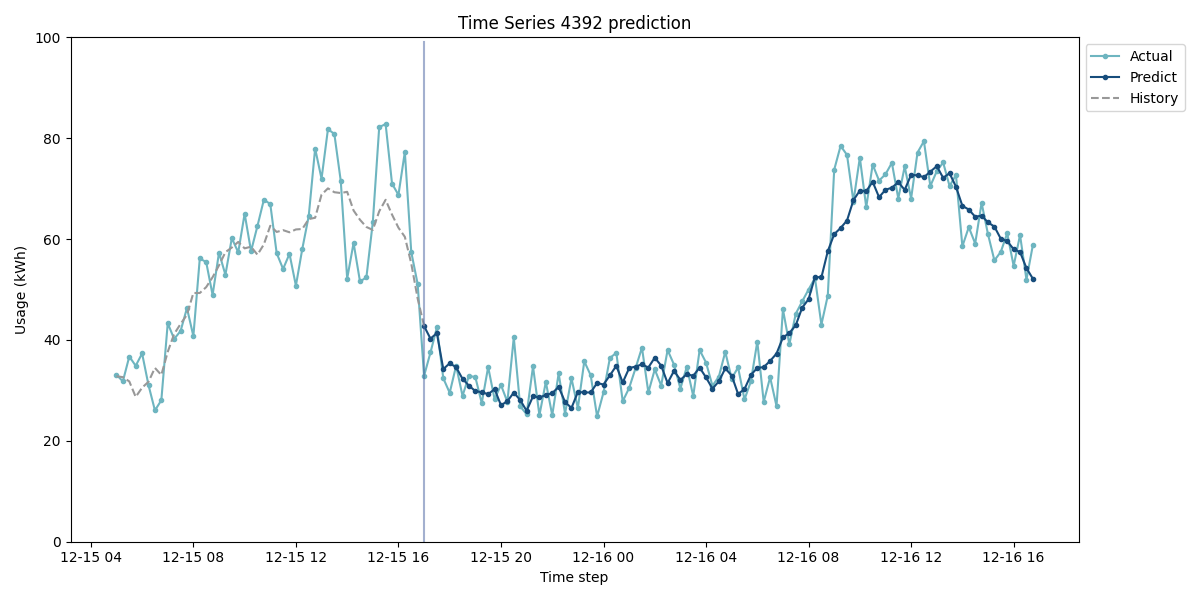 Time Series 4392 prediction
100
80
60
40
20
0
Usage (kWh)
12-15 04 12-15 08 12-15 12 12-15 16 12-15 20 12-16 00 12-16 04 12-16 08 12-16 12 12-16 16
Time step
Actual
Predict
History